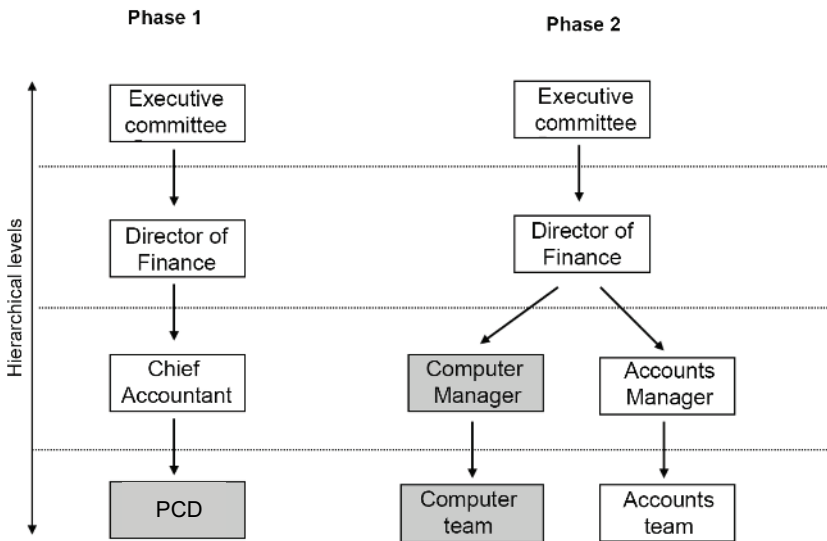 Phase 1
Phase 2
Hierarchical levels
Executive
committee
Director of
Finance
Chief
Accountant
PCD
Executive
committee
Director of
Finance
Computer
Manager
Accounts
Manager
Computer
team
Accounts
team